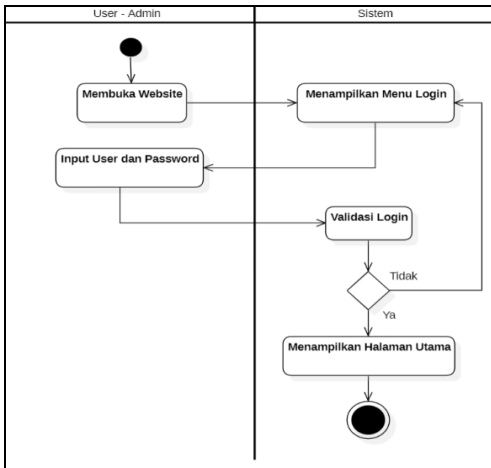 User - Admin
Sistem
Membuka Website
Menampilkan Menu Login
Input User dan Password
Validasi Login
Tidak
Ya
Menampilkan Halaman Utama